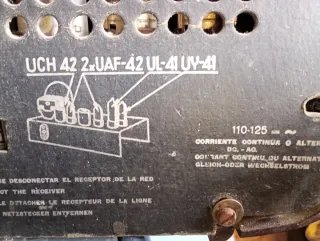 UCH 42 2xUAF-42 UL-41 UY-41
110-125 = ~
CORRIENTE CONTINUA O ALTER
DC.-AC.
COURANT CONTINU OU ALTERNAT
GLEICH-ODER WECHSELSTROM
SE DESCONECTAR EL RECEPTOR DE LA RED
THE RECEIVER
DETACHER LE RECEPTEUR DE LA LIGNE
NETZSTECKER ENTFERNEN